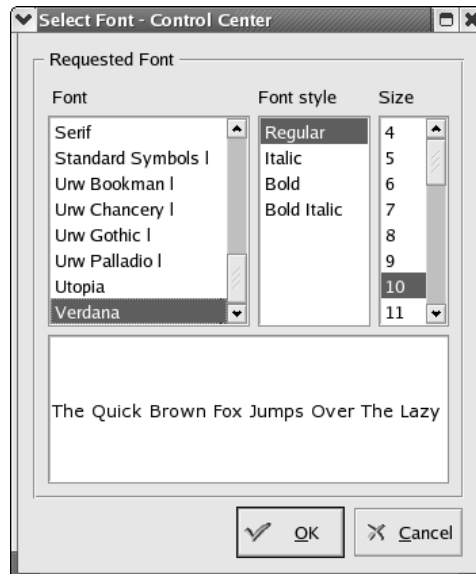 Select Font - Control Center
Requested Font
Font
Font style
Size
Serif
Standard Symbols l
Urw Bookman l
Urw Chancery l
Urw Gothic l
Urw Palladio l
Utopia
Verdana
Regular
Italic
Bold
Bold Italic
4
5
6
7
8
9
10
11
The Quick Brown Fox Jumps Over The Lazy
OK
Cancel